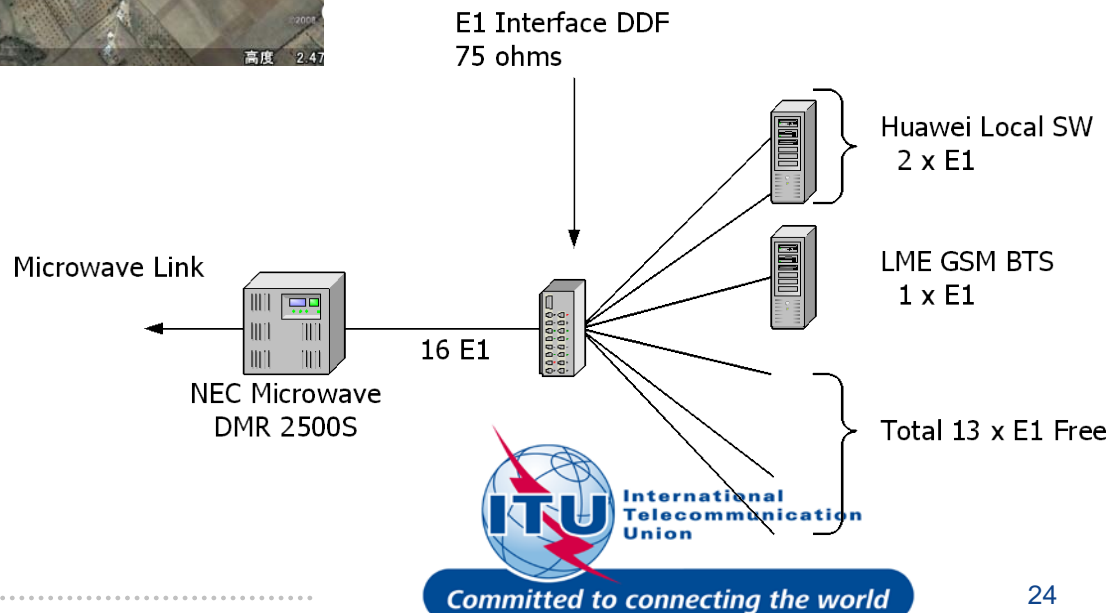 ©2008
高度 2.47
E1 Interface DDF
75 ohms
Huawei Local SW
2 x E1
LME GSM BTS
1 x E1
Microwave Link
16 E1
NEC Microwave
DMR 2500S
Total 13 x E1 Free
ITU
International
Telecommunication
Union
Committed to connecting the world
24